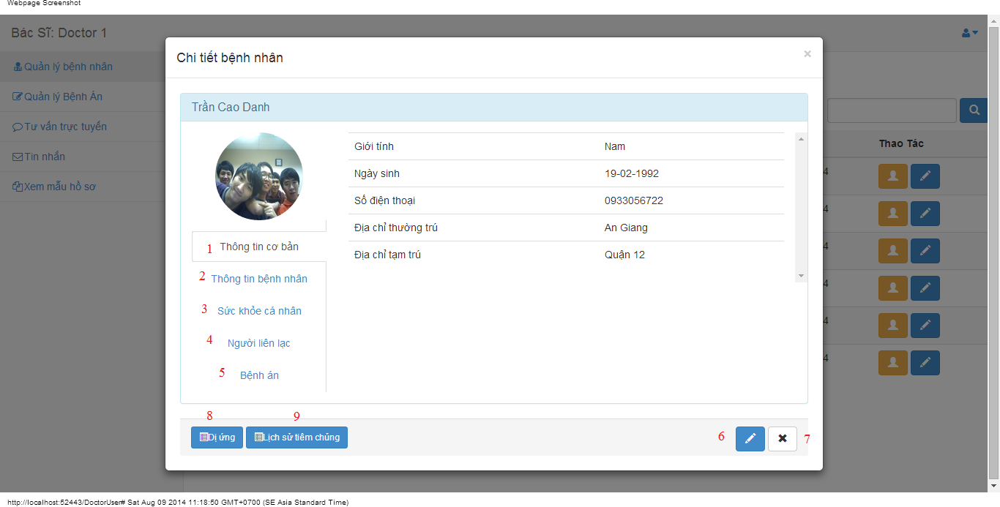 Webpage Screenshot
Bác Sĩ: Doctor 1
Quản lý bệnh nhân
Quản lý Bệnh Án
Tư vấn trực tuyến
Tin nhắn
Xem mẫu hồ sơ
Chi tiết bệnh nhân
×
Trần Cao Danh
Giới tính Nam
Ngày sinh 19-02-1992
Số điện thoại 0933056722
Địa chỉ thường trú An Giang
Địa chỉ tạm trú Quận 12
1 Thông tin cơ bản
2 Thông tin bệnh nhân
3 Sức khỏe cá nhân
4 Người liên lạc
5 Bệnh án
8 9
Dị ứng Lịch sử tiêm chủng
6 7
Thao Tác
4
4
4
4
4
4
http://localhost:52443/DoctorUser# Sat Aug 09 2014 11:18:50 GMT+0700 (SE Asia Standard Time)